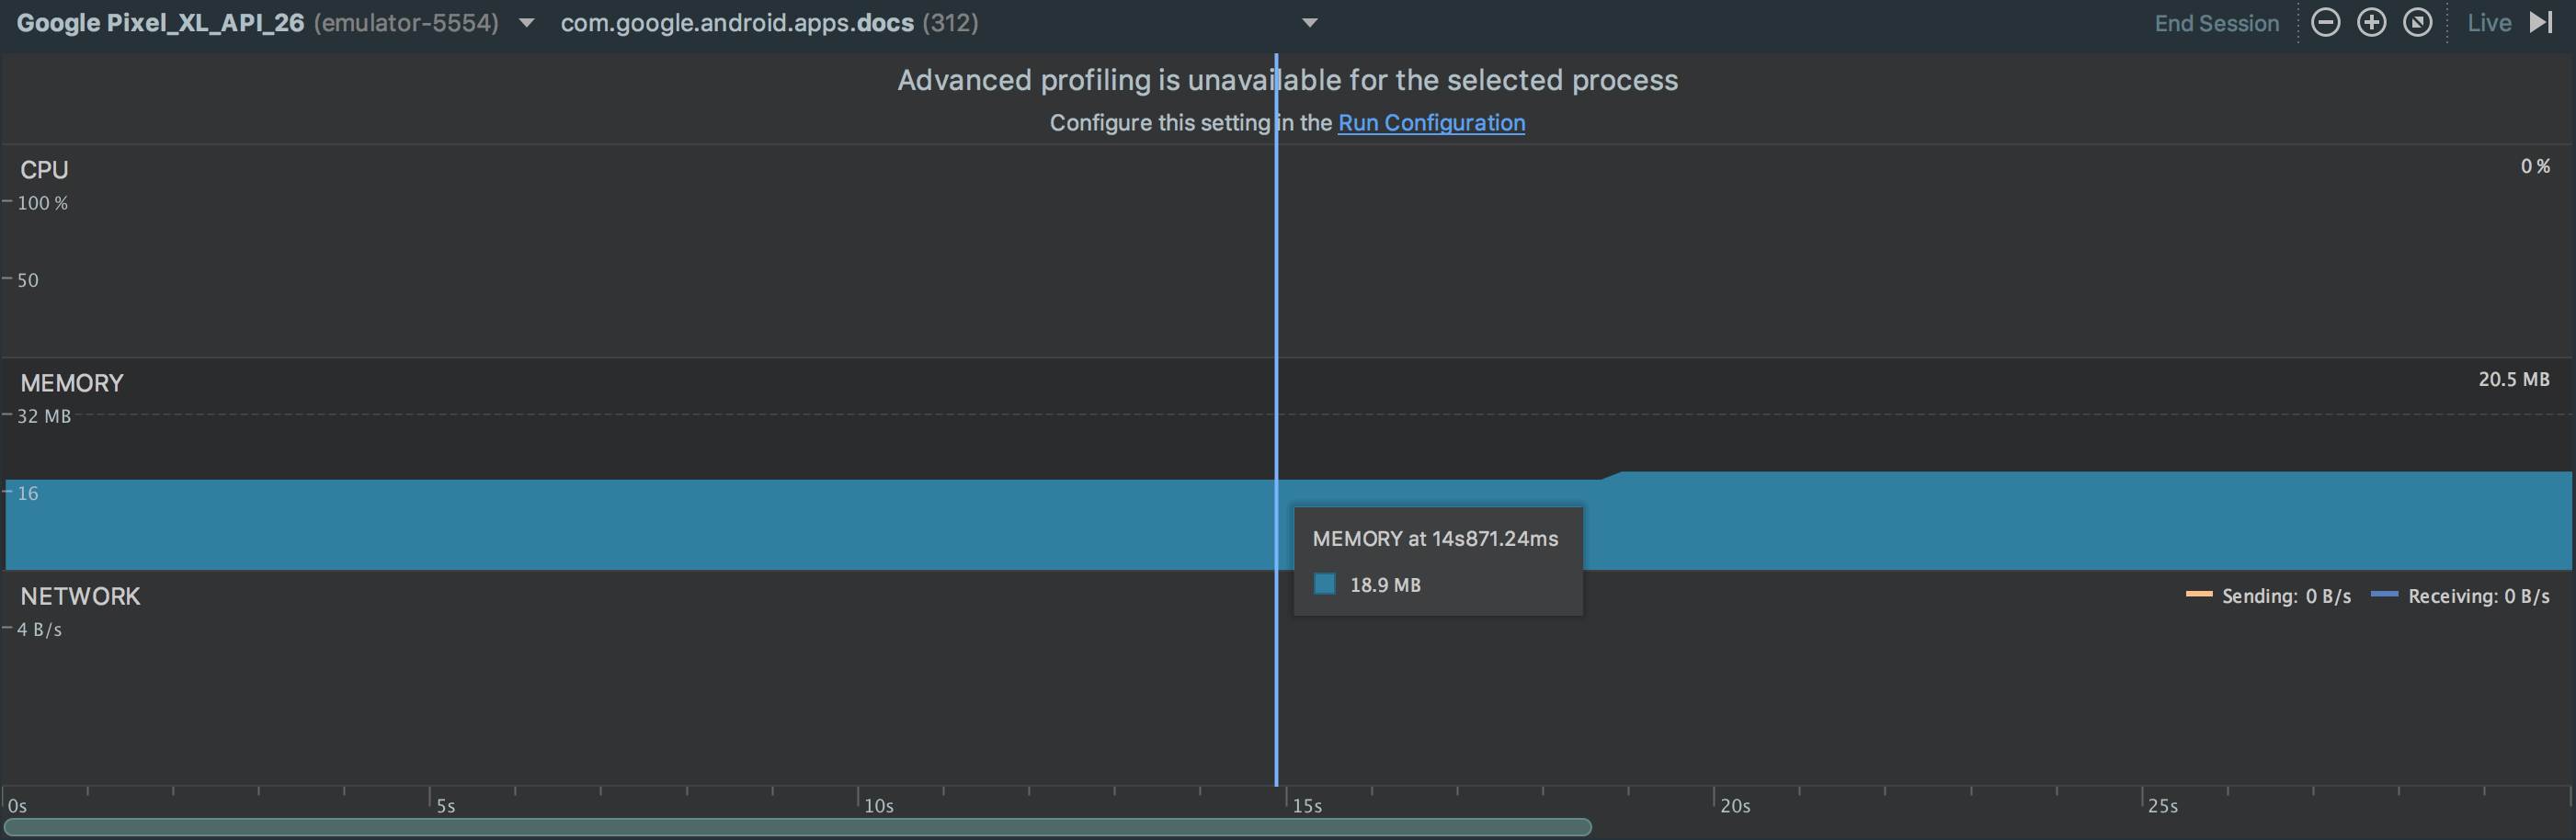 Google Pixel_XL_API_26 (emulator-5554) com.google.android.apps.docs (312) End Session Live
Advanced profiling is unavailable for the selected process
Configure this setting in the Run Configuration
CPU 0 %
100 %
50
MEMORY 20.5 MB
32 MB
16
MEMORY at 14s871.24ms
18.9 MB
NETWORK Sending: 0 B/s Receiving: 0 B/s
4 B/s
0s 5s 10s 15s 20s 25s